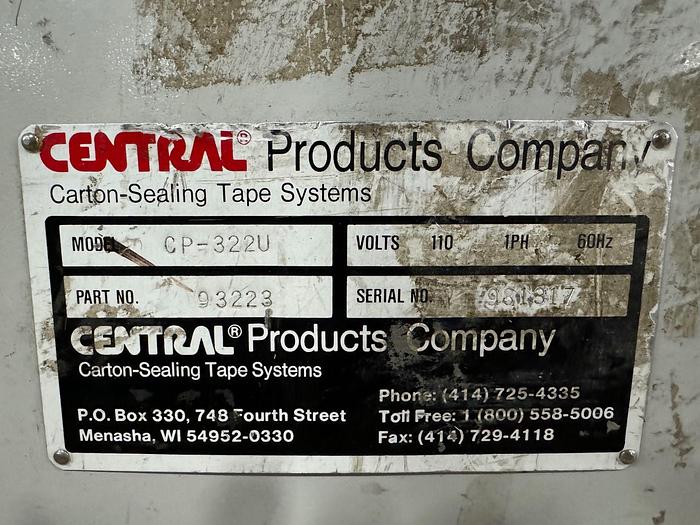 CENTRAL® Products Company
Carton-Sealing Tape Systems
MODEL CP-322U
VOLTS 110 1PH 60Hz
PART NO. 93223
SERIAL NO. 981317
CENTRAL® Products Company
Carton-Sealing Tape Systems
P.O. Box 330, 748 Fourth Street
Menasha, WI 54952-0330
Phone: (414) 725-4335
Toll Free: 1 (800) 558-5006
Fax: (414) 729-4118